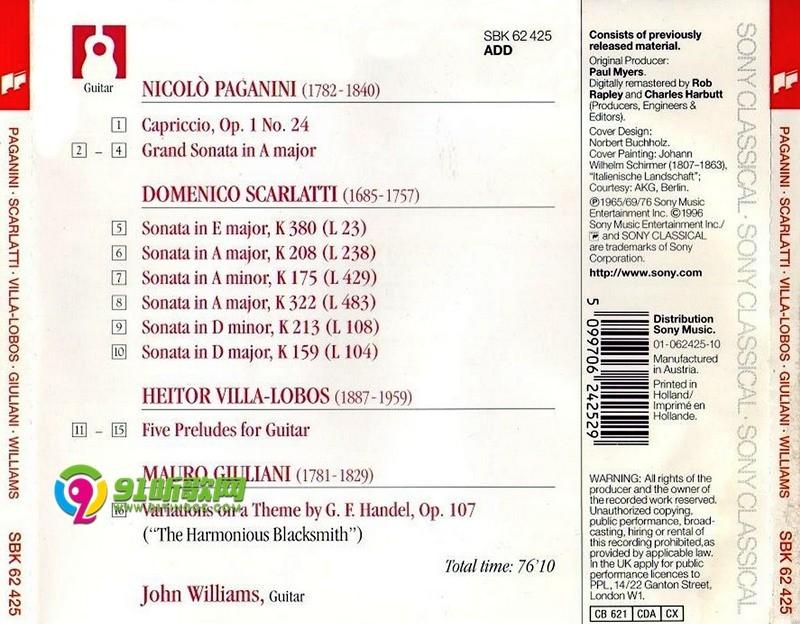 SBK 62 425
ADD
Guitar
NICOLÒ PAGANINI (1782-1840)
1 Capriccio, Op. 1 No. 24
2 – 4 Grand Sonata in A major
DOMENICO SCARLATTI (1685-1757)
5 Sonata in E major, K 380 (L 23)
6 Sonata in A major, K 208 (L 238)
7 Sonata in A minor, K 175 (L 429)
8 Sonata in A major, K 322 (L 483)
9 Sonata in D minor, K 213 (L 108)
10 Sonata in D major, K 159 (L 104)
HEITOR VILLA-LOBOS (1887-1959)
11 – 15 Five Preludes for Guitar
MAURO GIULIANI (1781-1829)
16 Variations on a Theme by G. F. Handel, Op. 107
("The Harmonious Blacksmith")
Total time: 76'10
John Williams, Guitar
91听歌网
Consists of previously
released material.
Original Producer:
Paul Myers.
Digitally remastered by Rob
Rapley and Charles Harbutt
(Producers, Engineers &
Editors).
Cover Design:
Norbert Buchholz.
Cover Painting: Johann
Wilhelm Schirmer (1807–1863),
"Italienische Landschaft";
Courtesy: AKG, Berlin.
℗1965/69/76 Sony Music
Entertainment Inc. ©1996
Sony Music Entertainment Inc./
and SONY CLASSICAL
are trademarks of Sony
Corporation.
http://www.sony.com
5 099706 242529
Distribution
Sony Music.
01-062425-10
Manufactured
in Austria.
Printed in
Holland/
Imprimé en
Hollande.
WARNING: All rights of the
producer and the owner of
the recorded work reserved.
Unauthorized copying,
public performance, broad-
casting, hiring or rental of
this recording prohibited,as
provided by applicable law.
In the UK apply for public
performance licences to
PPL, 14/22 Ganton Street,
London W1.
CB 621 CDA CX
SONY CLASSICAL · SONY CLASSICAL · SONY CLASSICAL
PAGANINI · SCARLATTI · VILLA-LOBOS · GIULIANI · WILLIAMS SBK 62 425
PAGANINI · SCARLATTI · VILLA-LOBOS · GIULIANI · WILLIAMS SBK 62 425